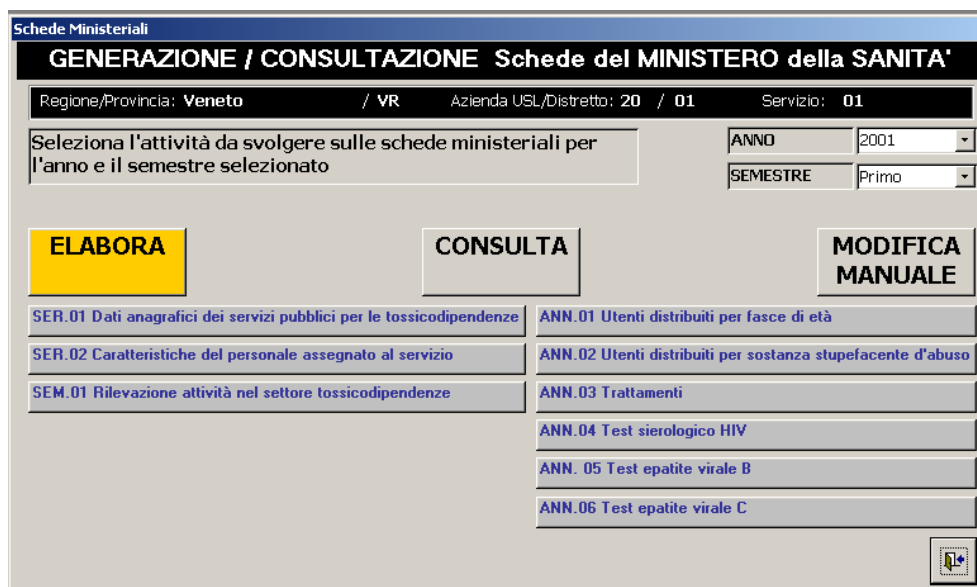 Schede Ministeriali
GENERAZIONE / CONSULTAZIONE Schede del MINISTERO della SANITA'
Regione/Provincia: Veneto / VR Azienda USL/Distretto: 20 / 01 Servizio: 01
Seleziona l'attività da svolgere sulle schede ministeriali per
l'anno e il semestre selezionato
ANNO 2001
SEMESTRE Primo
ELABORA
CONSULTA
MODIFICA
MANUALE
SER.01 Dati anagrafici dei servizi pubblici per le tossicodipendenze
SER.02 Caratteristiche del personale assegnato al servizio
SEM.01 Rilevazione attività nel settore tossicodipendenze
ANN.01 Utenti distribuiti per fasce di età
ANN.02 Utenti distribuiti per sostanza stupefacente d'abuso
ANN.03 Trattamenti
ANN.04 Test sierologico HIV
ANN. 05 Test epatite virale B
ANN.06 Test epatite virale C